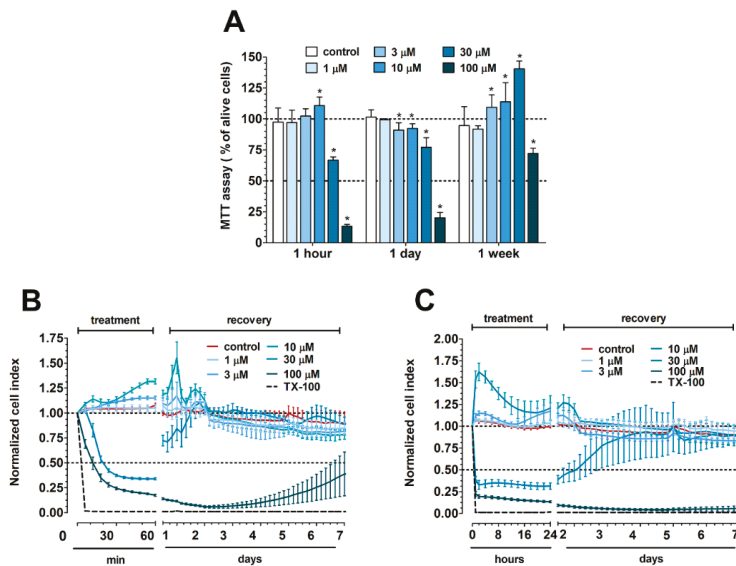 A
control
3 µM
30 µM
1 µM
10 µM
100 µM
MTT assay ( % of alive cells)
150
125
100
75
50
25
0
1 hour
1 day
1 week
* * * * * * * * * * * *
B
treatment
recovery
Normalized cell index
1.75
1.50
1.25
1.00
0.75
0.50
0.25
0.00
control
1 µM
3 µM
10 µM
30 µM
100 µM
TX-100
0 30 60 1 2 3 4 5 6 7
min
days
C
treatment
recovery
Normalized cell index
2.00
1.75
1.50
1.25
1.00
0.75
0.50
0.25
0.00
control
1 µM
3 µM
10 µM
30 µM
100 µM
TX-100
0 8 16 24 2 3 4 5 6 7
hours
days